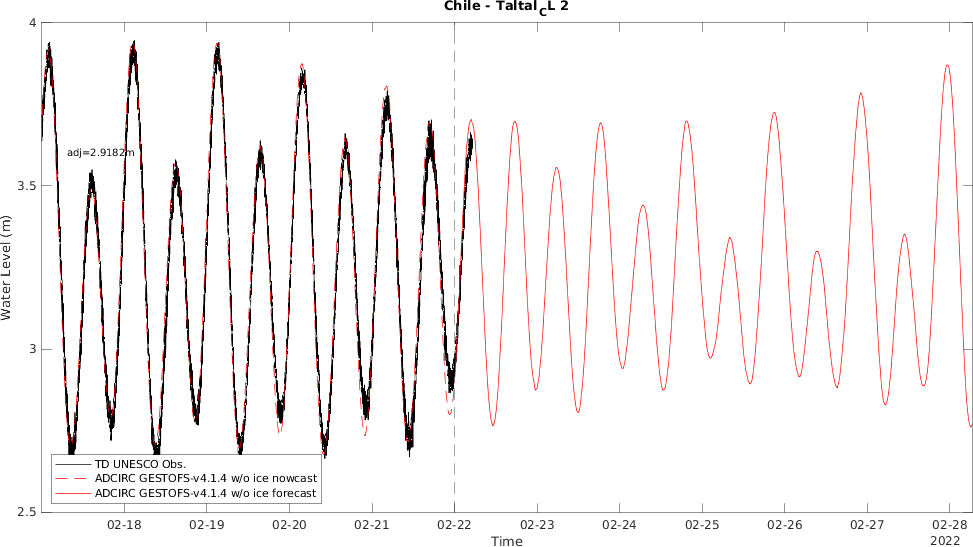 Chile - TaltalCL 2
4
adj=2.9182m
3.5
Water Level (m)
3
TD UNESCO Obs.
ADCIRC GESTOFS-v4.1.4 w/o ice nowcast
ADCIRC GESTOFS-v4.1.4 w/o ice forecast
2.5
02-18 02-19 02-20 02-21 02-22 02-23 02-24 02-25 02-26 02-27 02-28
Time 2022